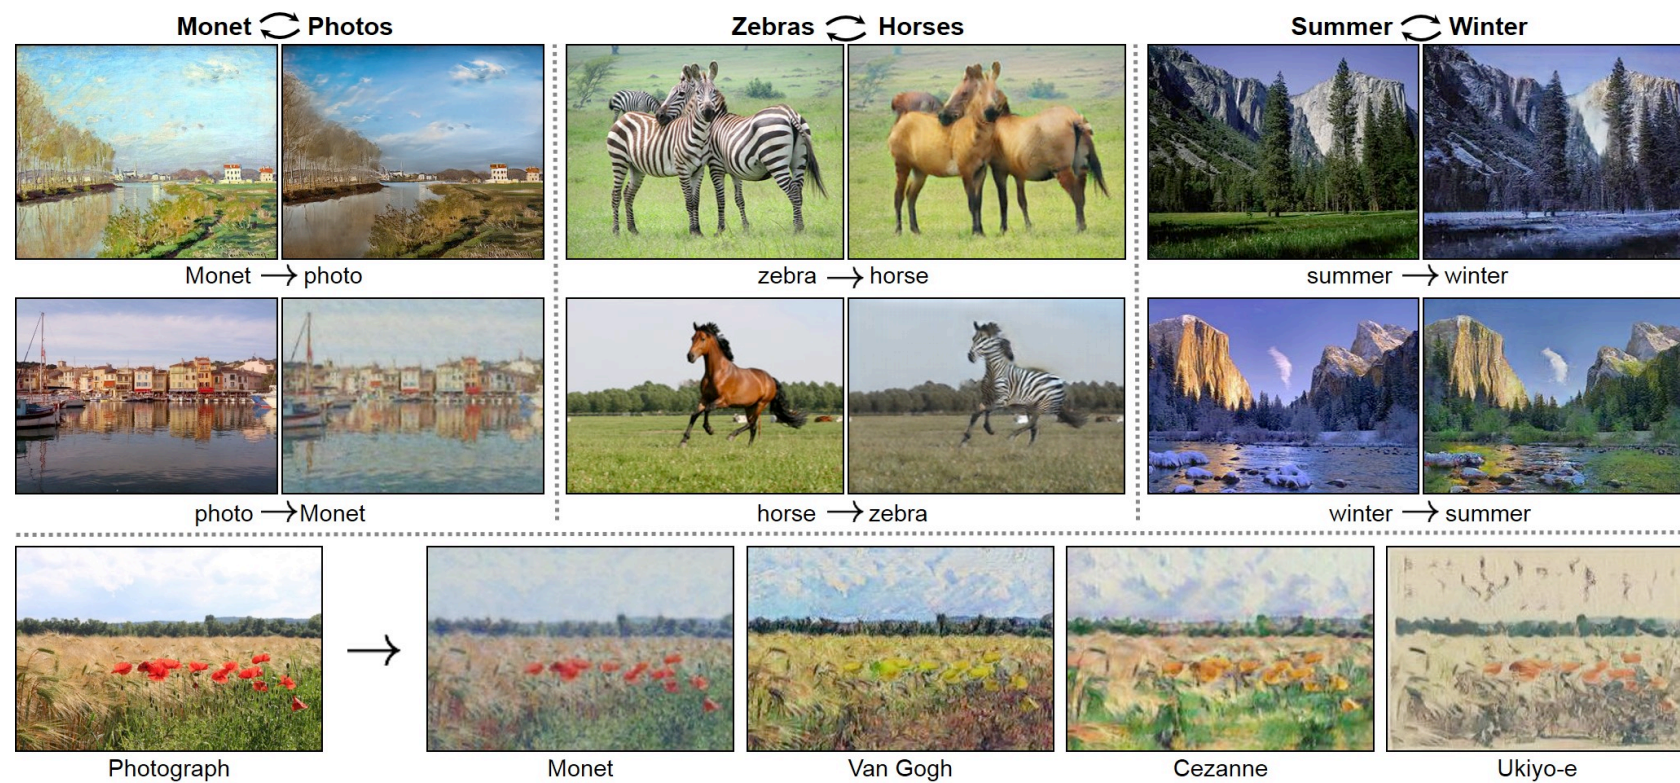 Monet Photos
Zebras Horses
Summer Winter
Monet → photo
zebra → horse
summer → winter
photo → Monet
horse → zebra
winter → summer
Photograph
Monet
Van Gogh
Cezanne
Ukiyo-e